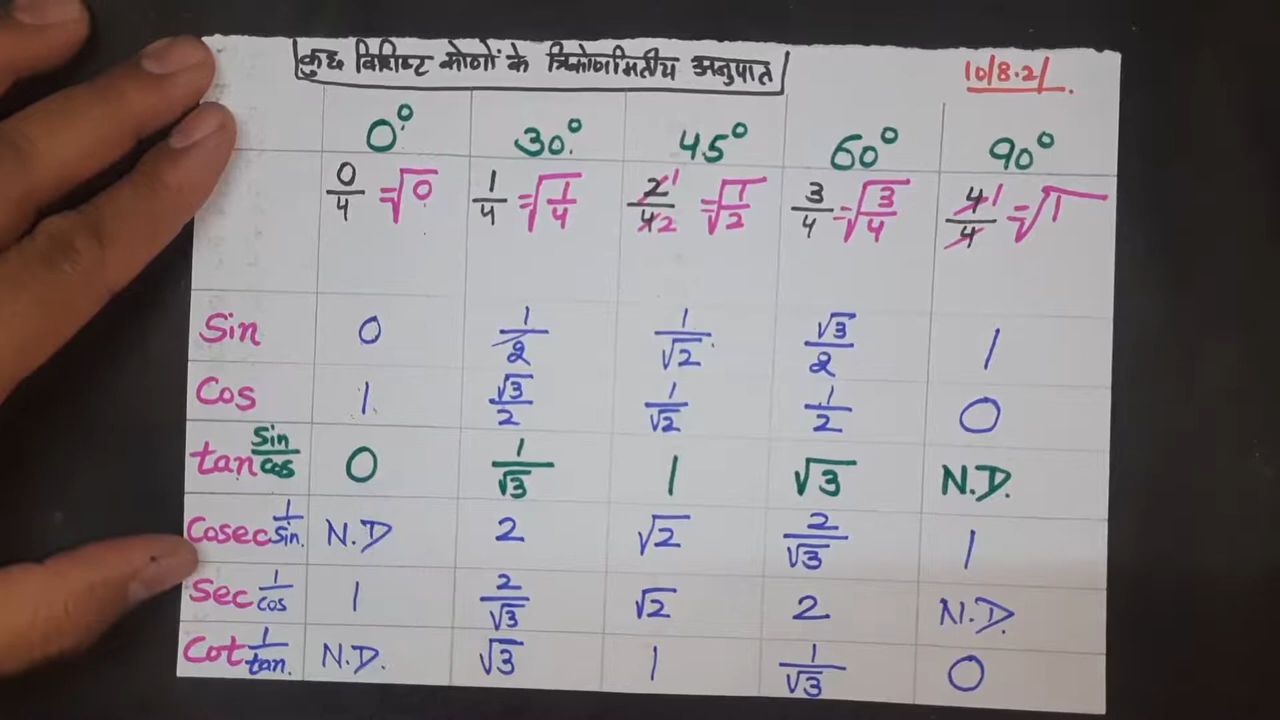 कुछ विशिष्ट कोणों के त्रिकोणमितीय अनुपात
10/8.21
0° 30° 45° 60° 90°
0/4 =√0 1/4 =√1/4 2/4 1 2 =√1/2 3/4 =√3/4 4/4 1 =√1
Sin 0 1/2 1/√2 √3/2 1
Cos 1 √3/2 1/√2 1/2 0
tan Sin/Cos 0 1/√3 1 √3 N.D.
Cosec 1/Sin. N.D 2 √2 2/√3 1
Sec 1/Cos 1 2/√3 √2 2 N.D.
Cot 1/tan. N.D. √3 1 1/√3 0